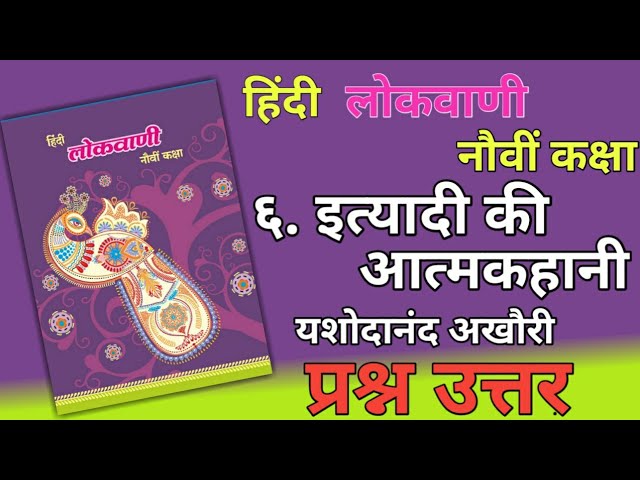 हिंदी
लोकवाणी
नौवीं कक्षा
हिंदी लोकवाणी
नौवीं कक्षा
६. इत्यादी की
आत्मकहानी
यशोदानंद अखौरी
प्रश्न उत्तर